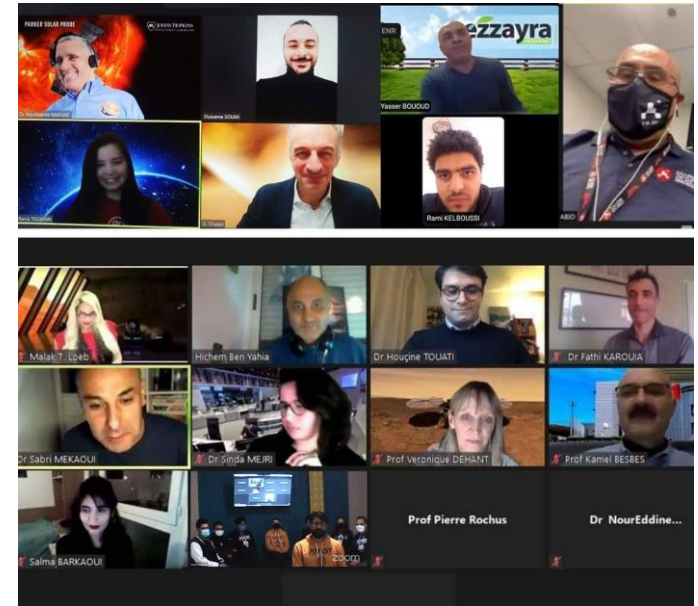 PARKER SOLAR PROBE
JOHNS HOPKINS
Oussama SOUAI
ENR
ezzayra
Yasser BOUOUD
Rami KELBOUSSI
ABID
Malak T. Loeb
Hichem Ben Yahia
Dr Houçine TOUATI
Dr Fathi KAROUIA
Dr Sabri MEKAOUI
Dr Sinda MEJRI
Prof Veronique DEHANT
Prof Kamel BESBES
Salma BARKAOUI
zoom
Prof Pierre Rochus
Dr NourEddine...